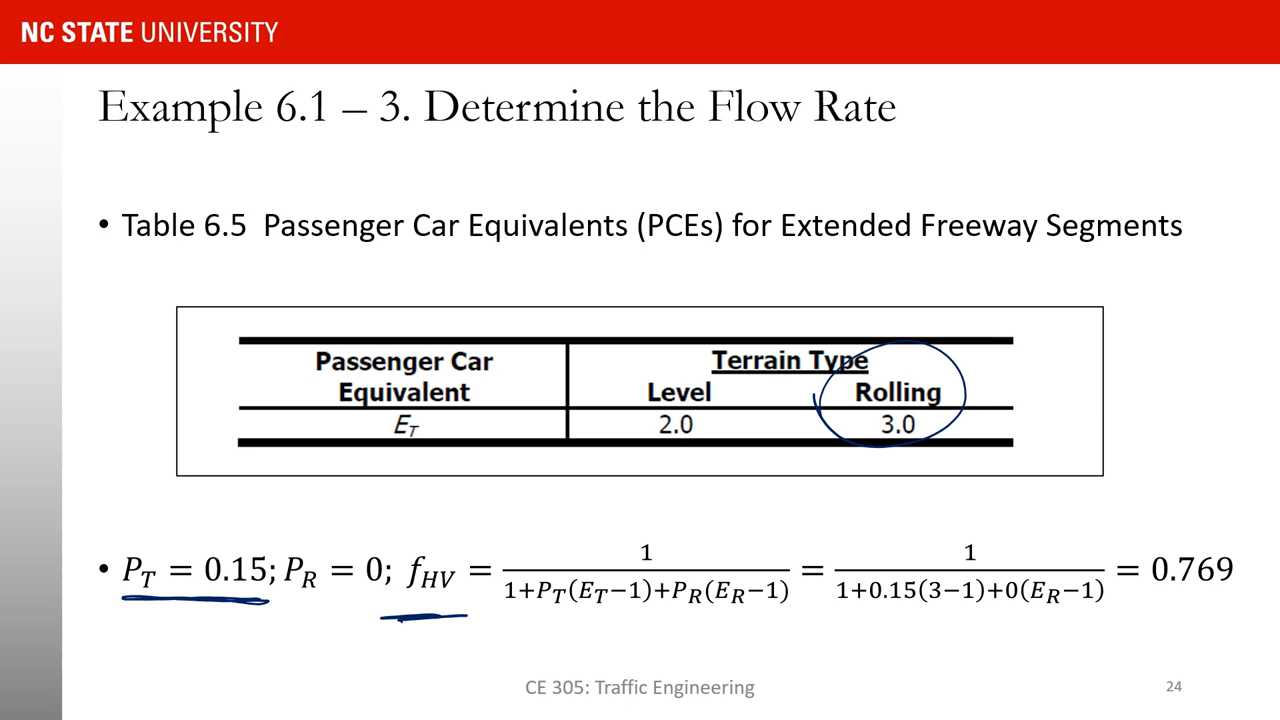 NC STATE UNIVERSITY
Example 6.1 – 3. Determine the Flow Rate
• Table 6.5 Passenger Car Equivalents (PCEs) for Extended Freeway Segments
Passenger Car Equivalent
Terrain Type
Level Rolling
E_T 2.0 3.0
• P_T = 0.15; P_R = 0; f_HV = 1/(1+P_T(E_T−1)+P_R(E_R−1)) = 1/(1+0.15(3−1)+0(E_R−1)) = 0.769
CE 305: Traffic Engineering
24